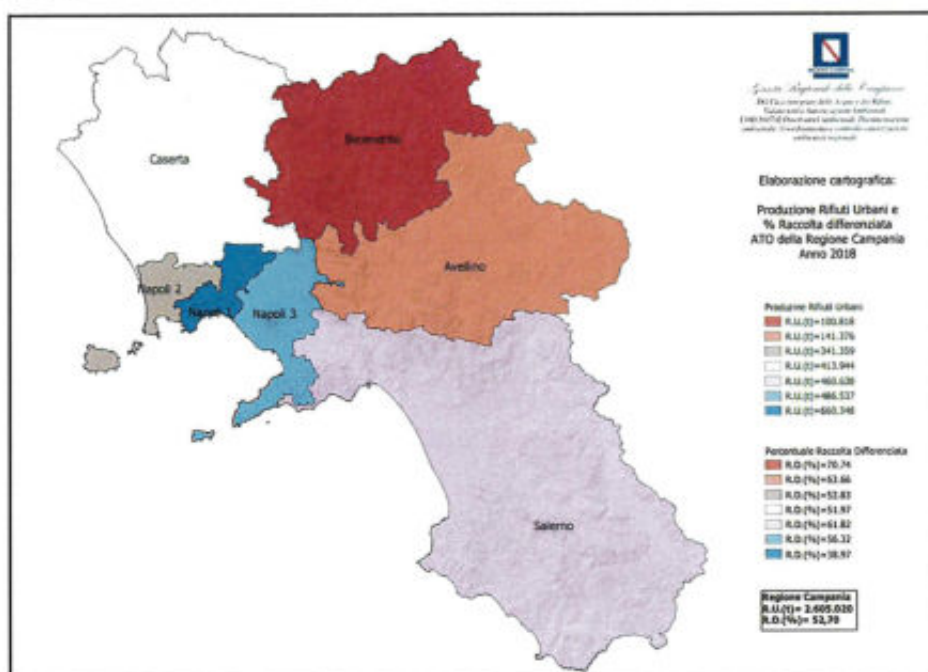 Caserta
Benevento
Avellino
Napoli 2
Napoli 1
Napoli 3
Salerno
Elaborazione cartografica:
Produzione Rifiuti Urbani e
% Raccolta differenziata
ATO della Regione Campania
Anno 2018
Produzione Rifiuti Urbani
R.U.(t)=100.818
R.U.(t)=141.376
R.U.(t)=341.359
R.U.(t)=413.944
R.U.(t)=460.638
R.U.(t)=486.537
R.U.(t)=660.348
Percentuale Raccolta Differenziata
R.D.(%)=70.74
R.D.(%)=63.66
R.D.(%)=52.83
R.D.(%)=51.97
R.D.(%)=61.82
R.D.(%)=56.32
R.D.(%)=38.97
Regione Campania
R.U.(t)= 2.605.020
R.D.(%)= 52,70